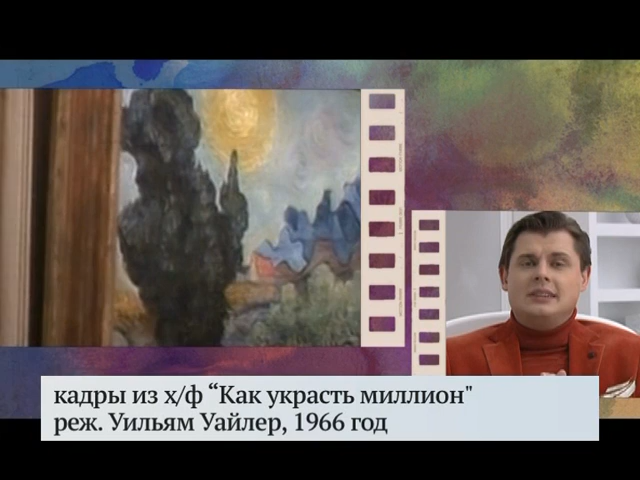 кадры из х/ф “Как украсть миллион"
реж. Уильям Уайлер, 1966 год